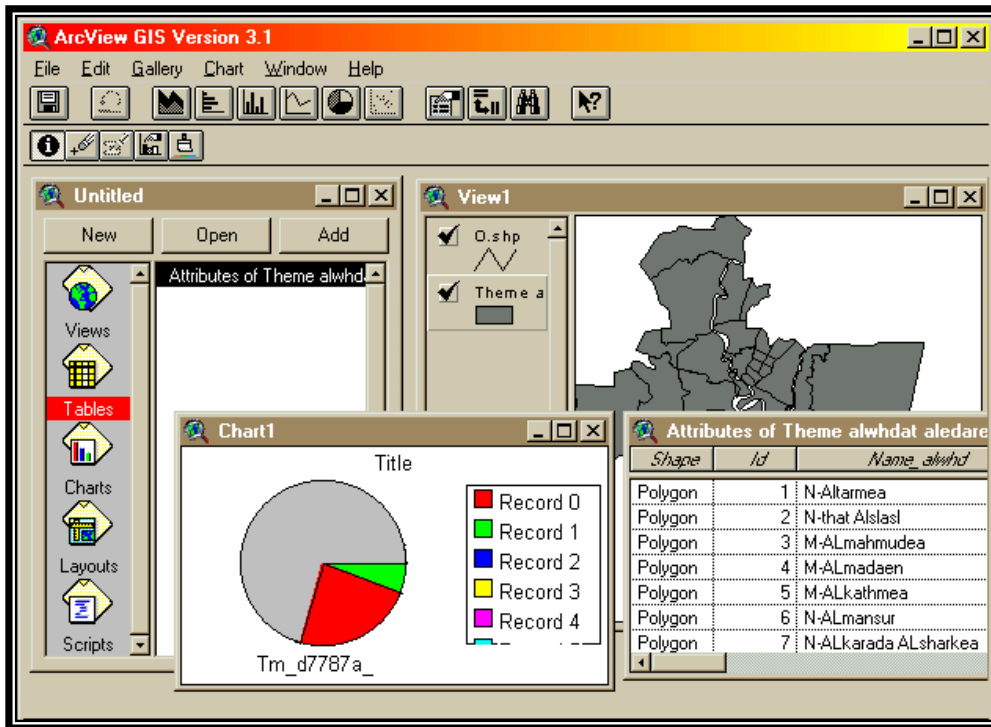 ArcView GIS Version 3.1
File Edit Gallery Chart Window Help
Untitled
New Open Add
Views
Tables
Charts
Layouts
Scripts
Attributes of Theme alwhda
View1
O.shp
Theme a
Chart1
Title
Record 0
Record 1
Record 2
Record 3
Record 4
Tm_d7787a_
Attributes of Theme alwhdat aledare
Shape Id Name_alwhd
Polygon 1 N-Altarmea
Polygon 2 N-that Alslasl
Polygon 3 M-ALmahmudea
Polygon 4 M-ALmadaen
Polygon 5 M-ALkathmea
Polygon 6 N-ALmansur
Polygon 7 N-ALkarada ALsharkea